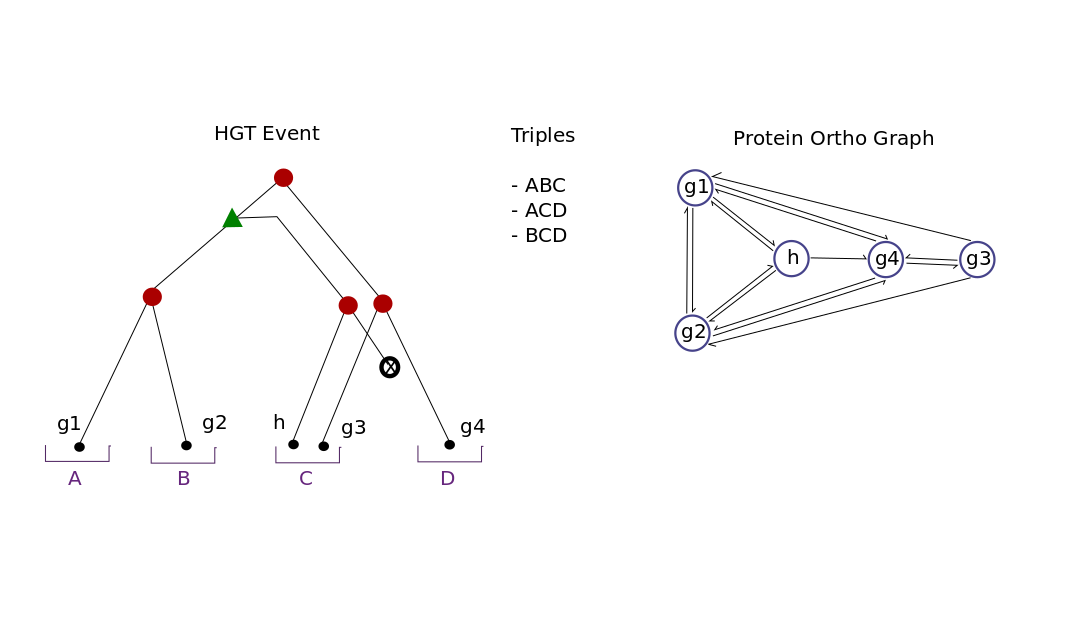 HGT Event
g1
g2
h
g3
g4
A
B
C
D
X
Triples
- ABC
- ACD
- BCD
Protein Ortho Graph
g1
h
g4
g3
g2